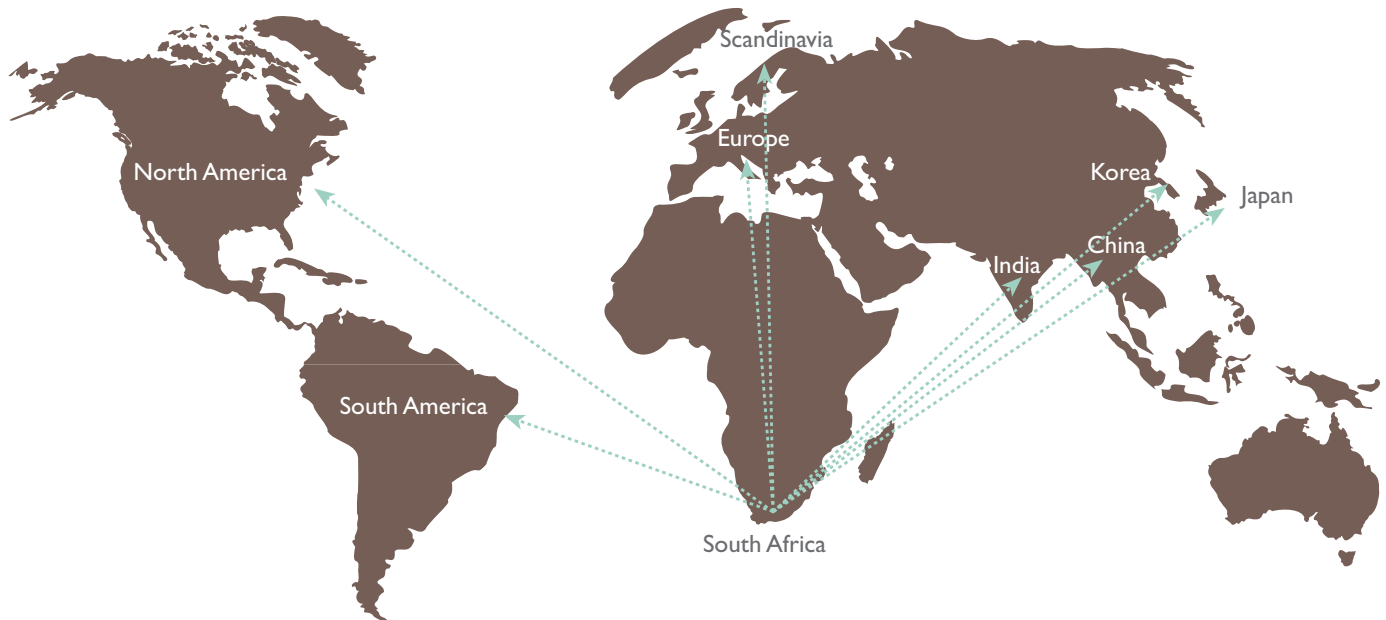 Scandinavia
Europe
North America
Korea
Japan
China
India
South America
South Africa